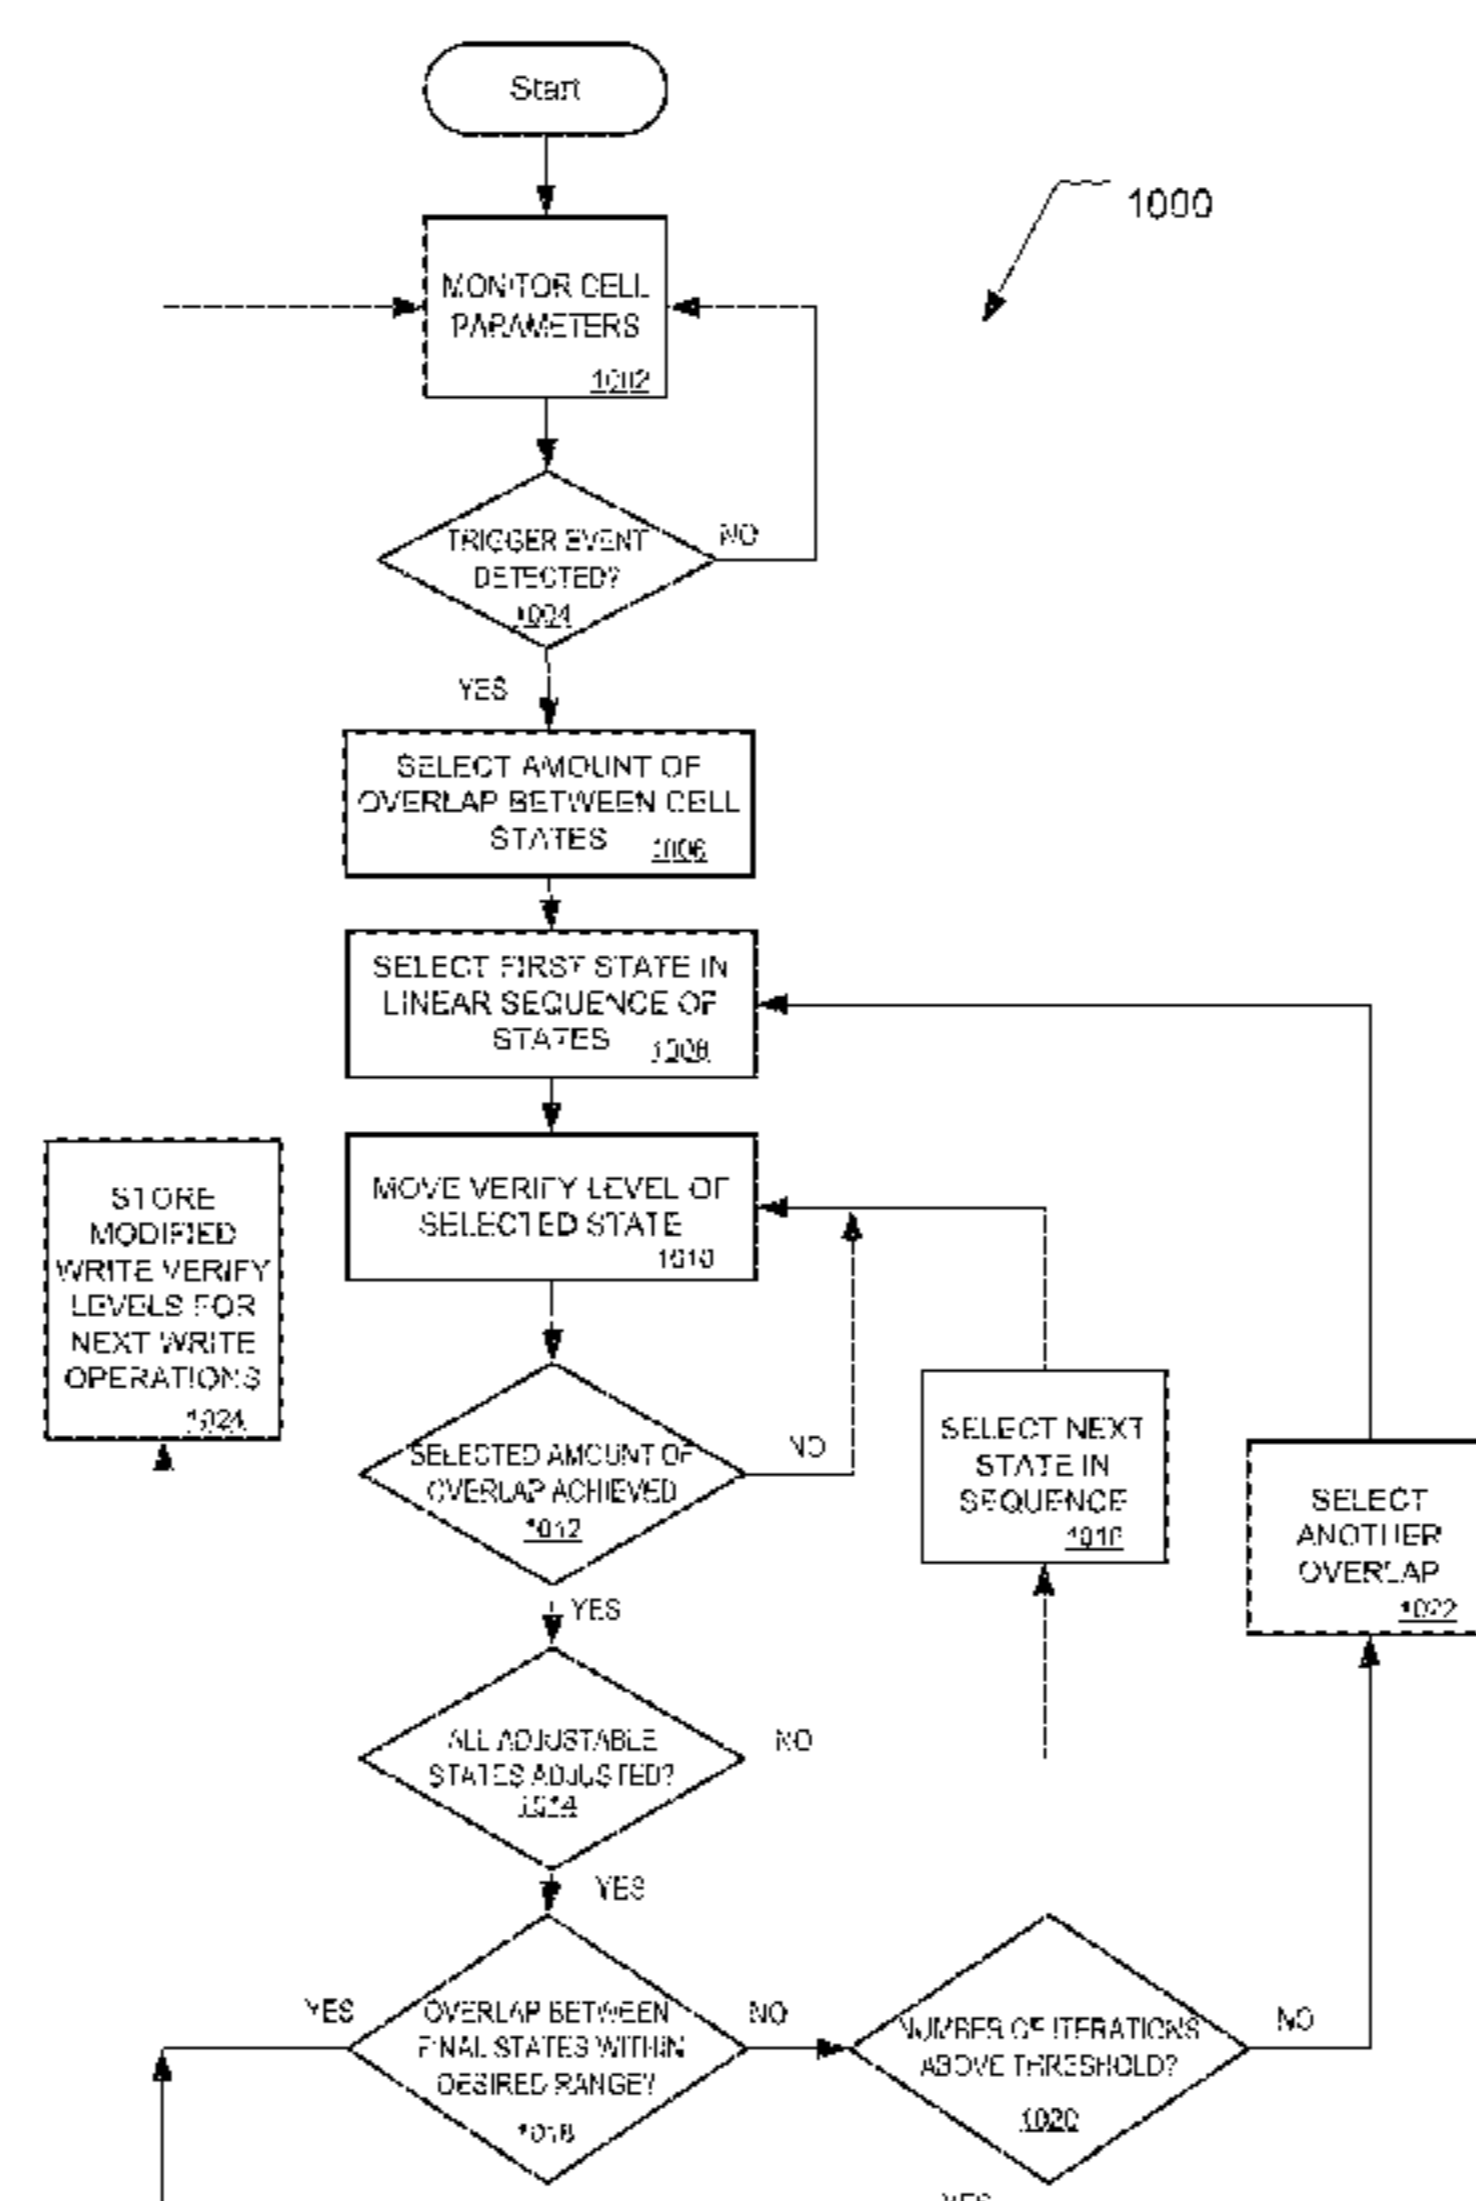 Start
1000
MONITOR CELL
PARAMETERS
1002
TRIGGER EVENT
DETECTED?
1004
NO
YES
SELECT AMOUNT OF
OVERLAP BETWEEN CELL
STATES
1006
SELECT FIRST STATE IN
LINEAR SEQUENCE OF
STATES
1008
MOVE VERIFY LEVEL OF
SELECTED STATE
1010
STORE
MODIFIED
WRITE VERIFY
LEVELS FOR
NEXT WRITE
OPERATIONS
1024
SELECTED AMOUNT OF
OVERLAP ACHIEVED
1012
NO
SELECT NEXT
STATE IN
SEQUENCE
1016
SELECT
ANOTHER
OVERLAP
1022
YES
ALL ADJUSTABLE
STATES ADJUSTED?
1014
NO
YES
YES
OVERLAP BETWEEN
FINAL STATES WITHIN
DESIRED RANGE?
1018
NO
NUMBER OF ITERATIONS
ABOVE THRESHOLD?
1020
NO
YES